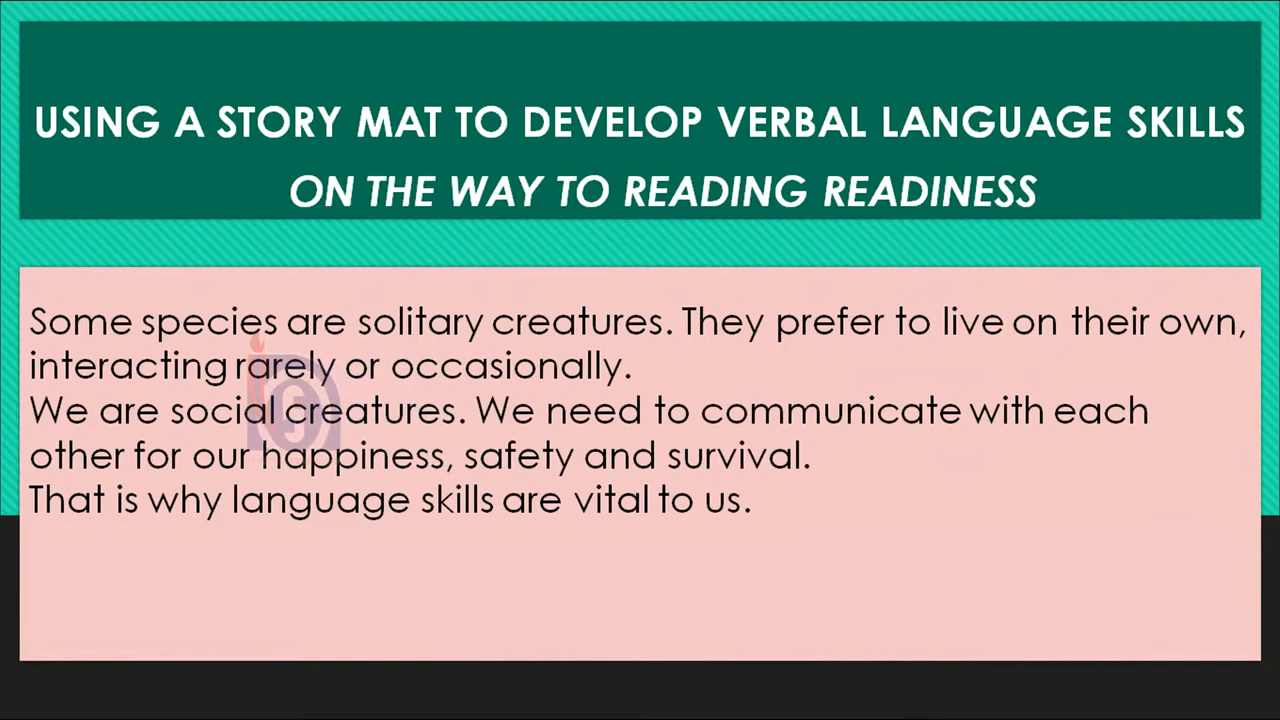 USING A STORY MAT TO DEVELOP VERBAL LANGUAGE SKILLS
ON THE WAY TO READING READINESS
Some species are solitary creatures. They prefer to live on their own,
interacting rarely or occasionally.
We are social creatures. We need to communicate with each
other for our happiness, safety and survival.
That is why language skills are vital to us.